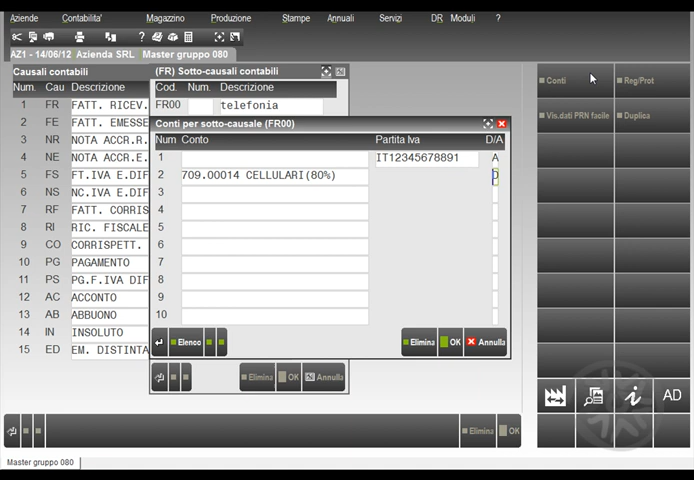 Aziende Contabilita' Magazzino Produzione Stampe Annuali Servizi DR Moduli ?
AZ1 - 14/06/12 Azienda SRL Master gruppo 080
Causali contabili
Num. Cau Descrizione
1 FR FATT. RICEV.
2 FE FATT. EMESSE
3 NR NOTA ACCR.R.
4 NE NOTA ACCR.E.
5 FS FT.IVA E.DIF
6 NS NC.IVA E.DIF
7 RF FATT. CORRIS
8 RI RIC. FISCALE
9 CO CORRISPETT.
10 PG PAGAMENTO
11 PS PG.F.IVA DIF
12 AC ACCONTO
13 AB ABBUONO
14 IN INSOLUTO
15 ED EM. DISTINTA
(FR) Sotto-causali contabili
Cod. Num. Descrizione
FR00 telefonia
Conti per sotto-causale (FR00)
Num Conto Partita Iva D/A
1 IT12345678891 A
2 709.00014 CELLULARI(80%) D
3
4
5
6
7
8
9
10
Elenco Elimina OK Annulla
Elimina OK Annulla
Elimina OK
Conti Reg/Prot
Vis.dati PRN facile Duplica
AD
Master gruppo 080